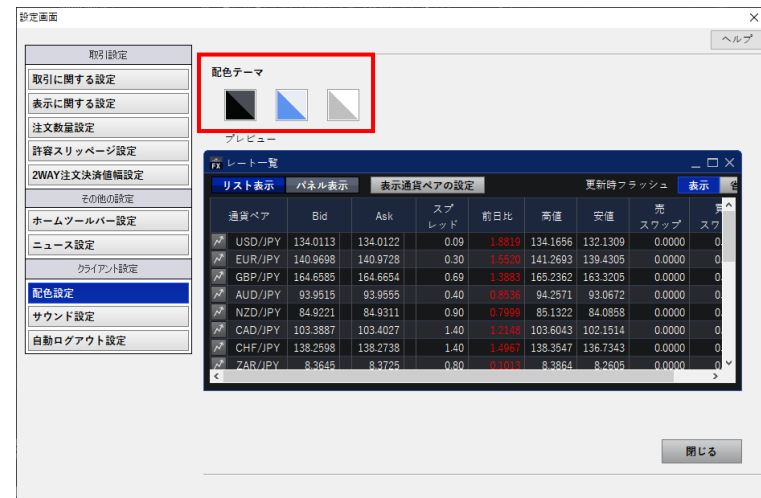 設定画面
ヘルプ
取引設定
取引に関する設定
表示に関する設定
注文数量設定
許容スリッページ設定
2WAY注文決済値幅設定
その他の設定
ホームツールバー設定
ニュース設定
クライアント設定
配色設定
サウンド設定
自動ログアウト設定
配色テーマ
プレビュー
FX レート一覧
リスト表示 パネル表示 表示通貨ペアの設定 更新時フラッシュ 表示
通貨ペア Bid Ask スプレッド 前日比 高値 安値 売スワップ
USD/JPY 134.0113 134.0122 0.09 1.8819 134.1656 132.1309 0.0000
EUR/JPY 140.9698 140.9728 0.30 1.5520 141.2693 139.4305 0.0000
GBP/JPY 164.6585 164.6654 0.69 1.3883 165.2362 163.3205 0.0000
AUD/JPY 93.9515 93.9555 0.40 0.8536 94.2571 93.0672 0.0000
NZD/JPY 84.9221 84.9311 0.90 0.7999 85.1322 84.0858 0.0000
CAD/JPY 103.3887 103.4027 1.40 1.2148 103.6043 102.1514 0.0000
CHF/JPY 138.2598 138.2738 1.40 1.4967 138.3547 136.7343 0.0000
ZAR/JPY 8.3645 8.3725 0.80 0.1013 8.3864 8.2605 0.0000
閉じる